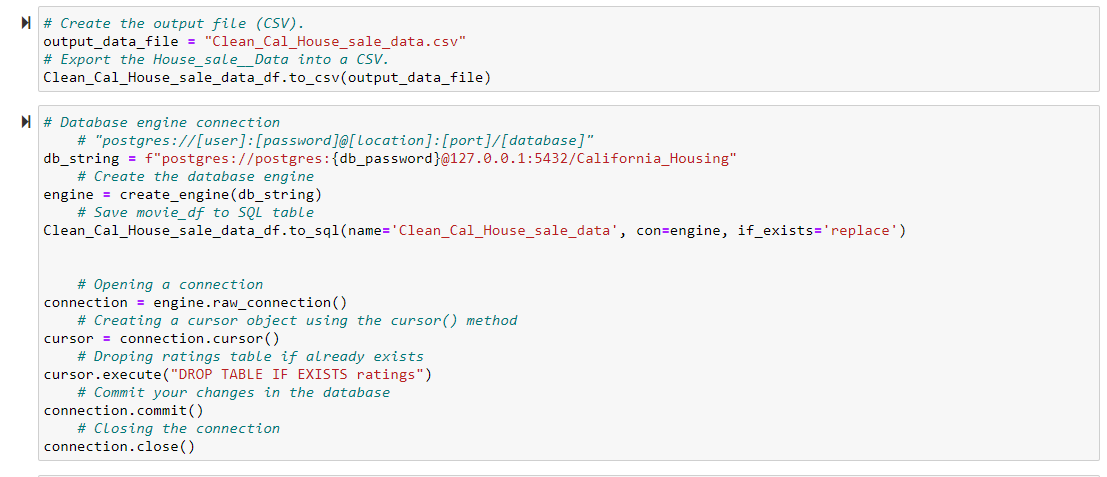 # Create the output file (CSV).
output_data_file = "Clean_Cal_House_sale_data.csv"
# Export the House_sale__Data into a CSV.
Clean_Cal_House_sale_data_df.to_csv(output_data_file)
# Database engine connection
# "postgres://[user]:[password]@[location]:[port]/[database]"
db_string = f"postgres://postgres:{db_password}@127.0.0.1:5432/California_Housing"
# Create the database engine
engine = create_engine(db_string)
# Save movie_df to SQL table
Clean_Cal_House_sale_data_df.to_sql(name='Clean_Cal_House_sale_data', con=engine, if_exists='replace')
# Opening a connection
connection = engine.raw_connection()
# Creating a cursor object using the cursor() method
cursor = connection.cursor()
# Droping ratings table if already exists
cursor.execute("DROP TABLE IF EXISTS ratings")
# Commit your changes in the database
connection.commit()
# Closing the connection
connection.close()